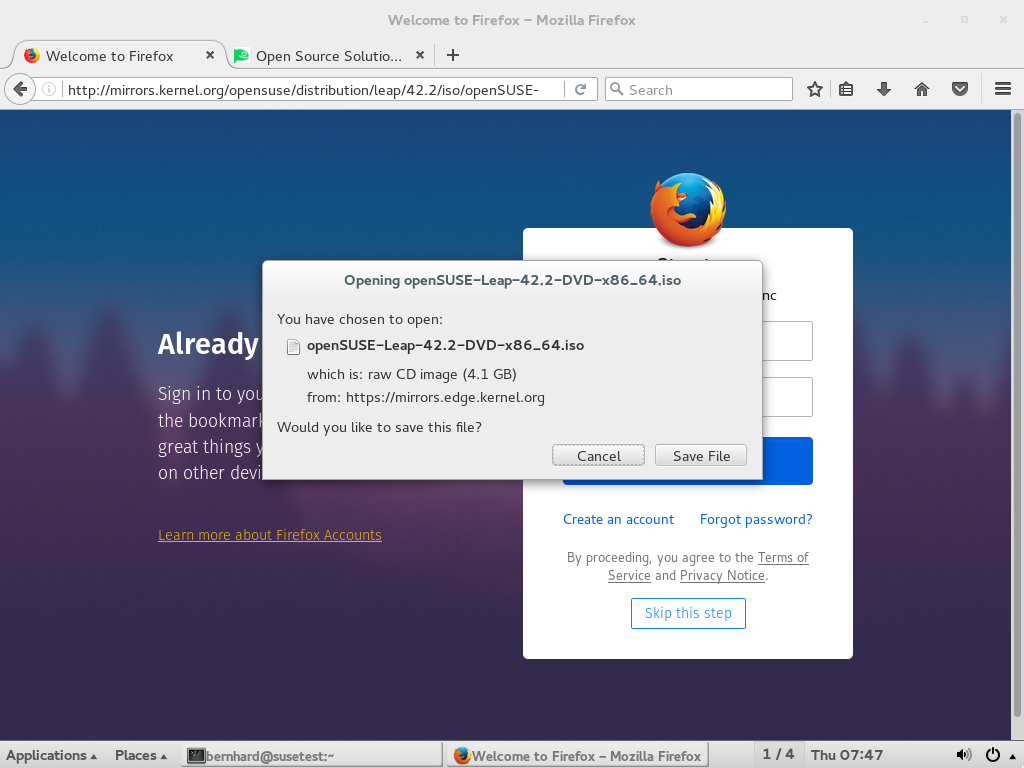 Welcome to Firefox - Mozilla Firefox
Welcome to Firefox
Open Source Solutio...
http://mirrors.kernel.org/opensuse/distribution/leap/42.2/iso/openSUSE-
Search
Opening openSUSE-Leap-42.2-DVD-x86_64.iso
You have chosen to open:
openSUSE-Leap-42.2-DVD-x86_64.iso
which is: raw CD image (4.1 GB)
from: https://mirrors.edge.kernel.org
Would you like to save this file?
Cancel
Save File
Already
Sign in to you
the bookmark
great things y
on other devi
Learn more about Firefox Accounts
nc
Create an account
Forgot password?
By proceeding, you agree to the Terms of
Service and Privacy Notice.
Skip this step
Applications
Places
bernhard@susetest:~
Welcome to Firefox - Mozilla Firefox
1 / 4
Thu 07:47